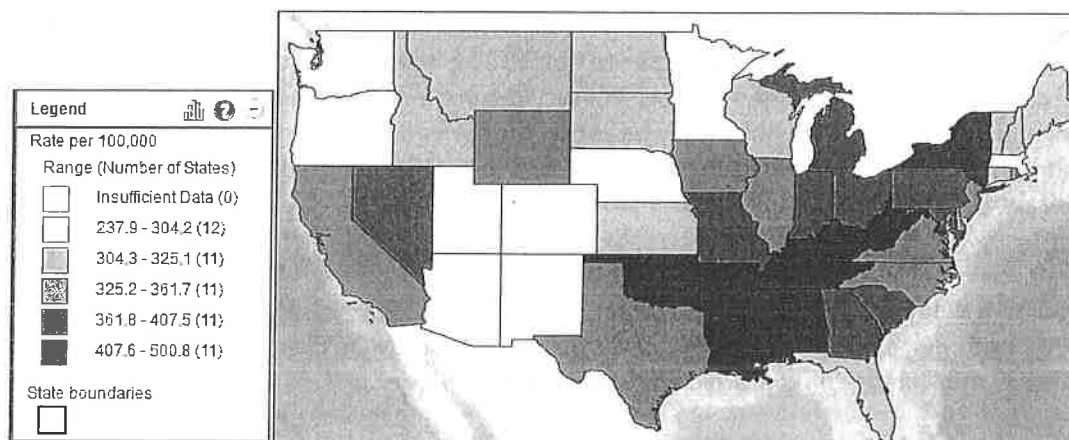 Legend
Rate per 100,000
Range (Number of States)
Insufficient Data (0)
237.9 - 304.2 (12)
304.3 - 325.1 (11)
325.2 - 361.7 (11)
361.8 - 407.5 (11)
407.6 - 500.8 (11)
State boundaries